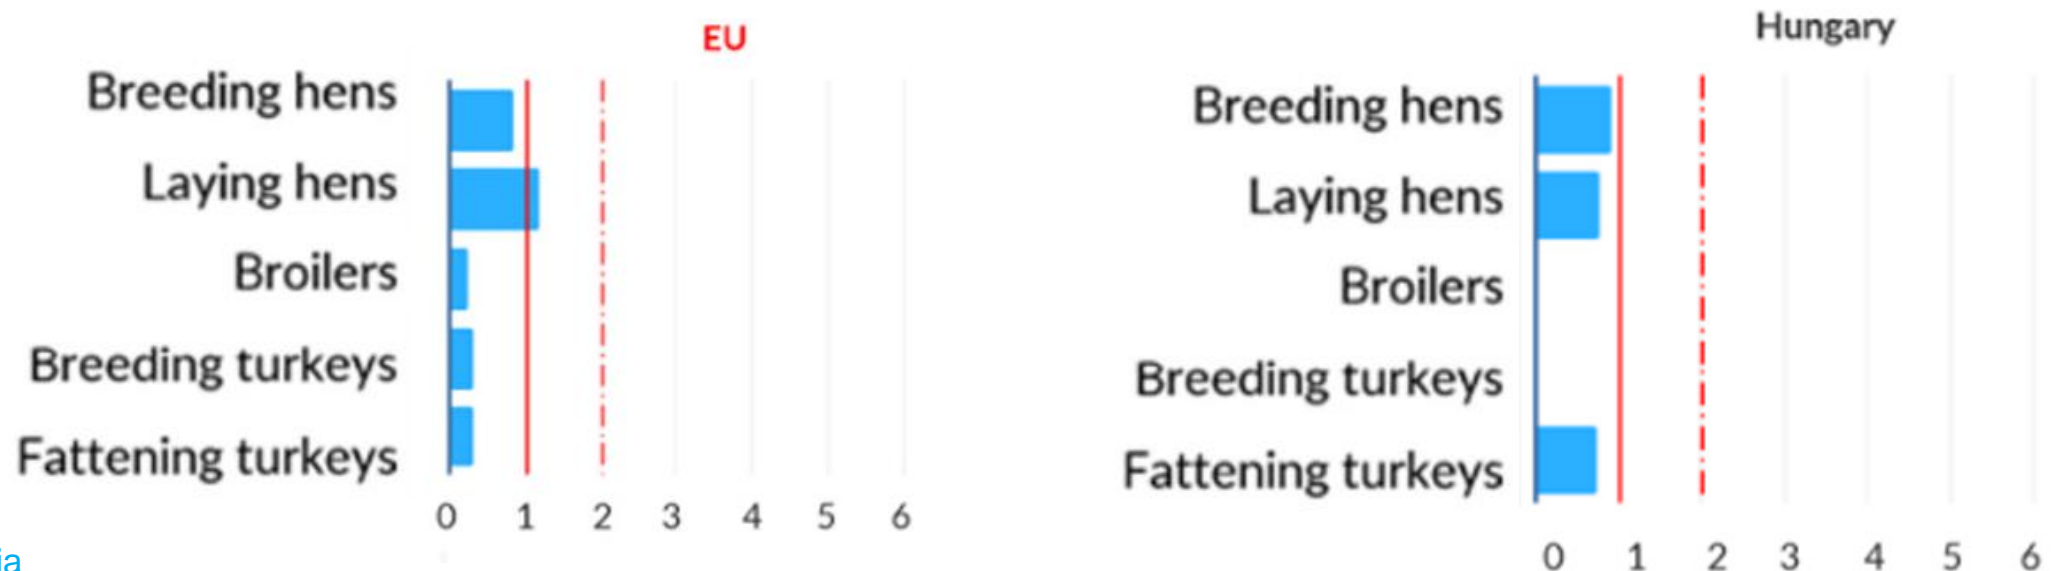 EU
Breeding hens
Laying hens
Broilers
Breeding turkeys
Fattening turkeys
0 1 2 3 4 5 6
ia
Hungary
Breeding hens
Laying hens
Broilers
Breeding turkeys
Fattening turkeys
0 1 2 3 4 5 6